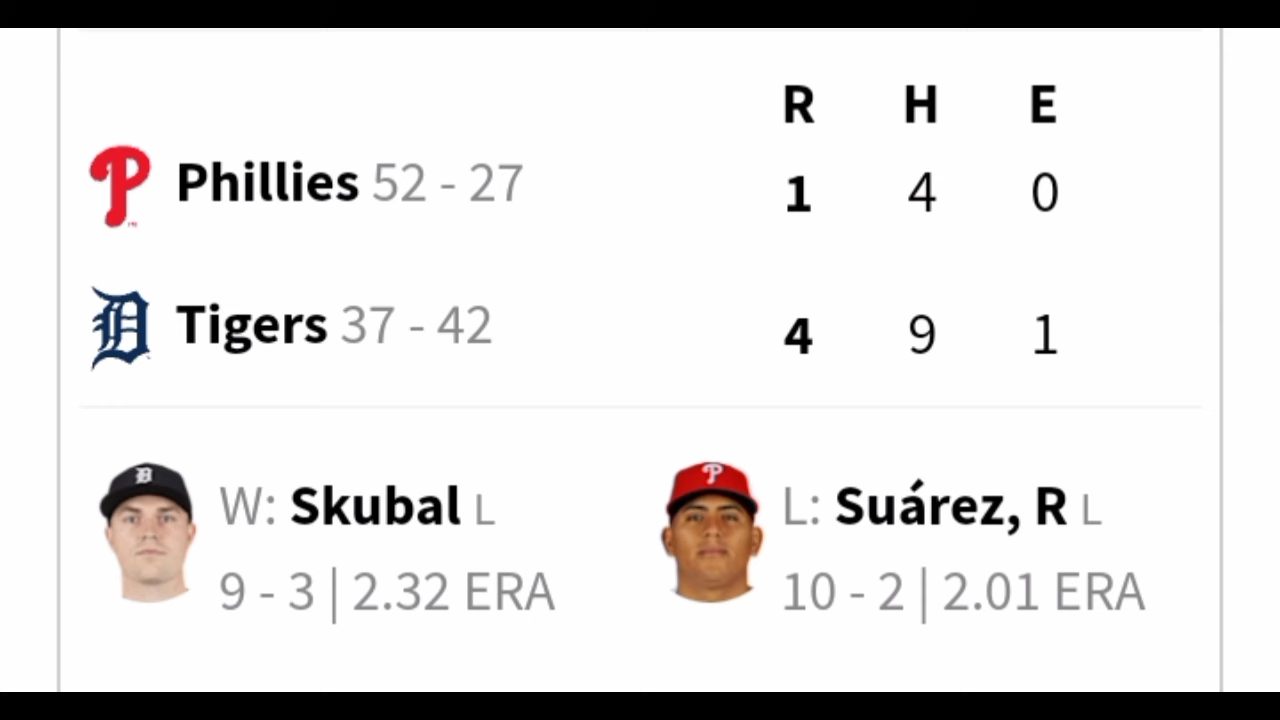 R H E
Phillies 52 - 27 1 4 0
Tigers 37 - 42 4 9 1
W: Skubal L L: Suárez, R L
9 - 3 | 2.32 ERA 10 - 2 | 2.01 ERA